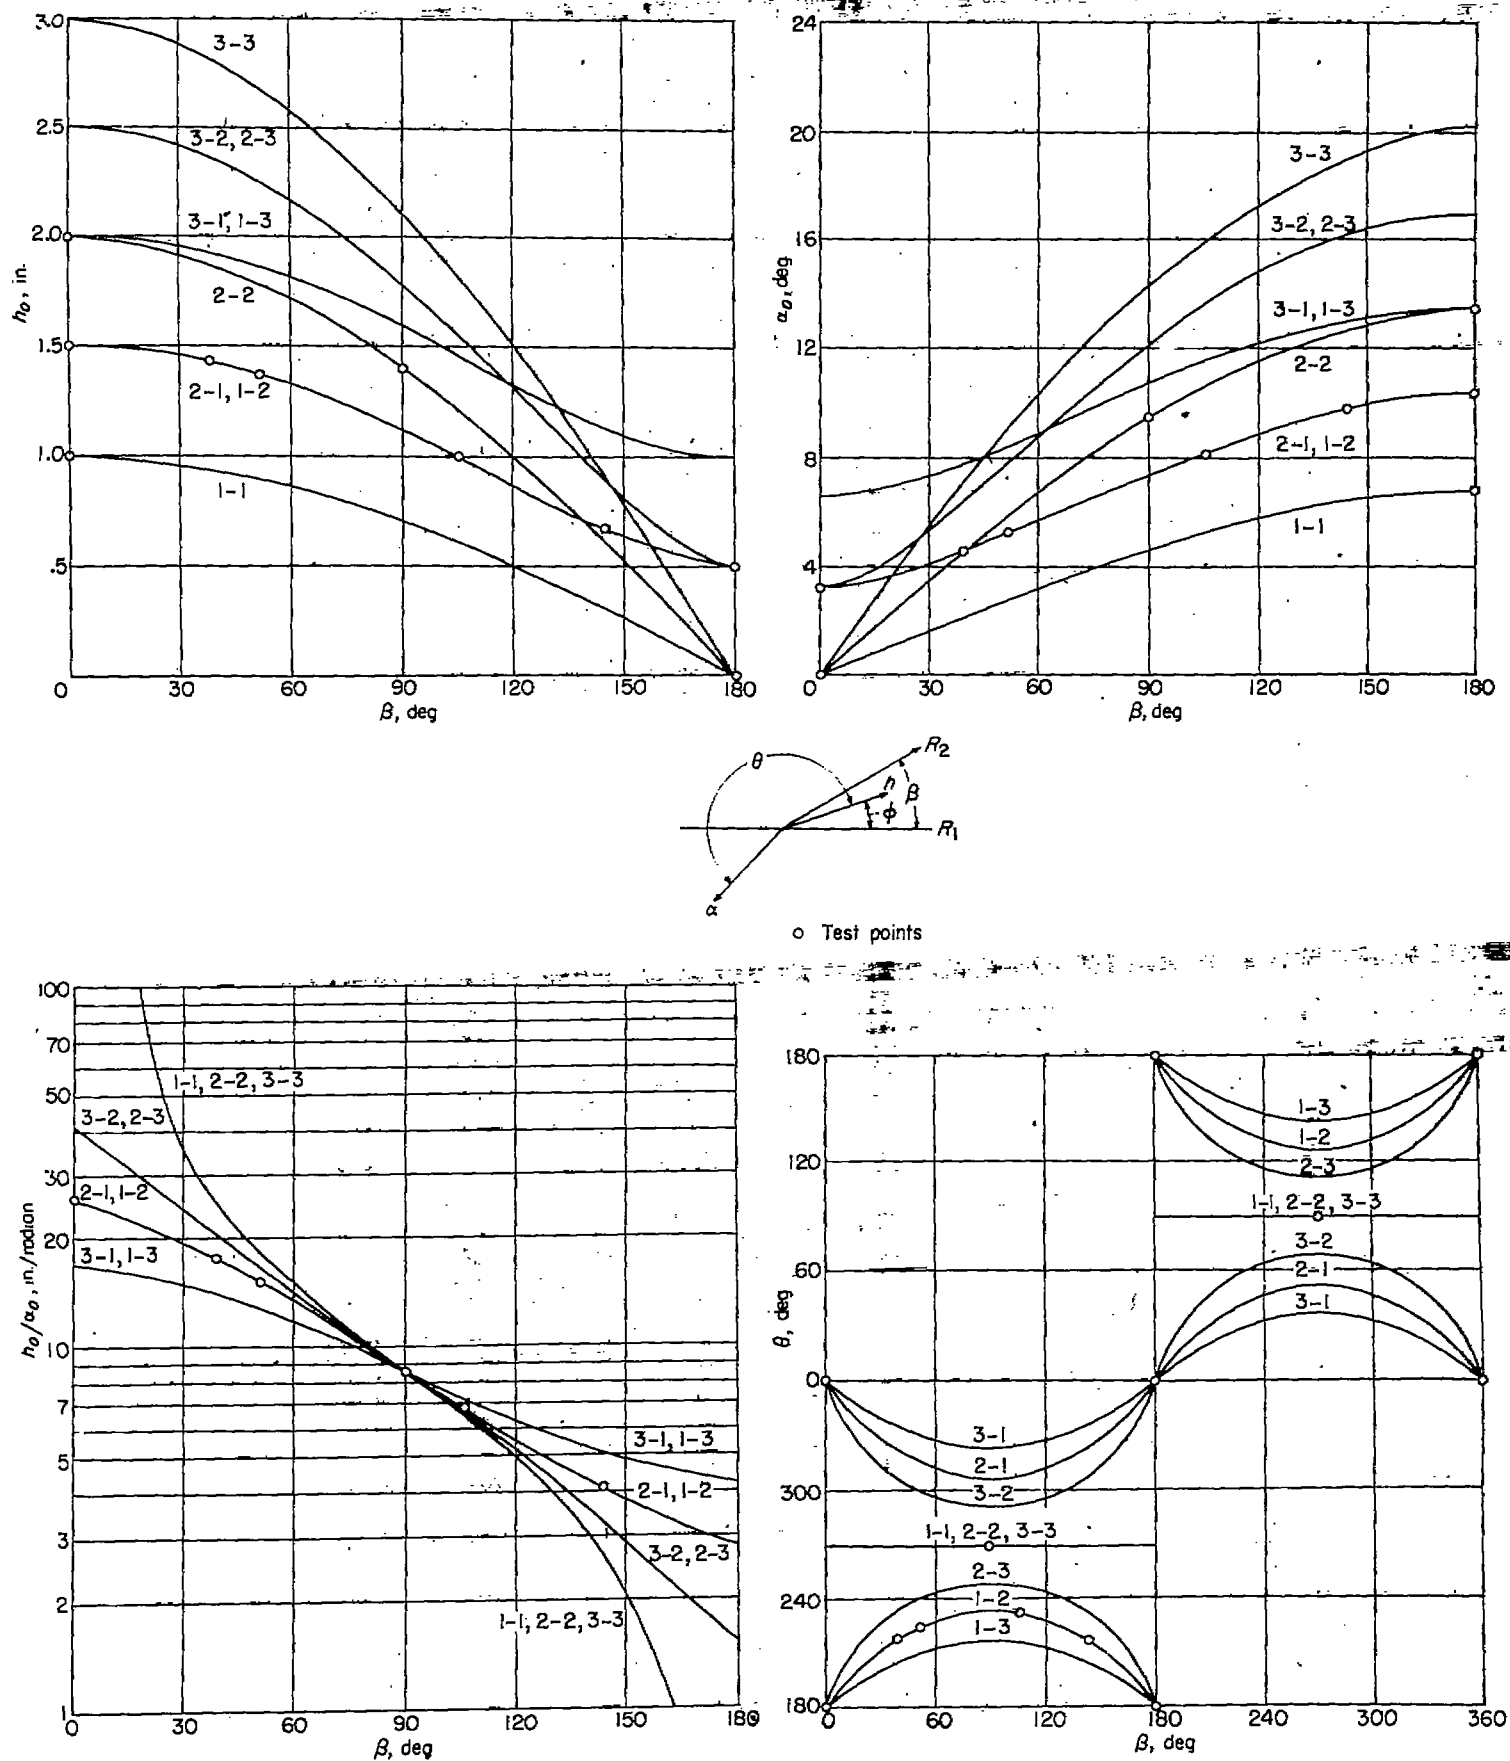 3.0
2.5
2.0
1.5
1.0
.5
0 30 60 90 120 150 180
h₀, in.
β, deg
3-3
3-2, 2-3
3-1, 1-3
2-2
2-1, 1-2
1-1
24
20
16
12
8
4
0 30 60 90 120 150 180
α₀, deg
β, deg
3-3
3-2, 2-3
3-1, 1-3
2-2
2-1, 1-2
1-1
θ
R₂
h
β
ϕ
R₁
α
○ Test points
100
70
50
30
20
10
7
5
3
2
1
0 30 60 90 120 150 180
h₀/α₀, in./radian
β, deg
1-1, 2-2, 3-3
3-2, 2-3
2-1, 1-2
3-1, 1-3
3-1, 1-3
2-1, 1-2
3-2, 2-3
1-1, 2-2, 3-3
180
120
60
0
300
240
180
0 60 120 180 240 300 360
θ, deg
β, deg
1-3
1-2
2-3
1-1, 2-2, 3-3
3-2
2-1
3-1
3-1
2-1
3-2
1-1, 2-2, 3-3
2-3
1-2
1-3